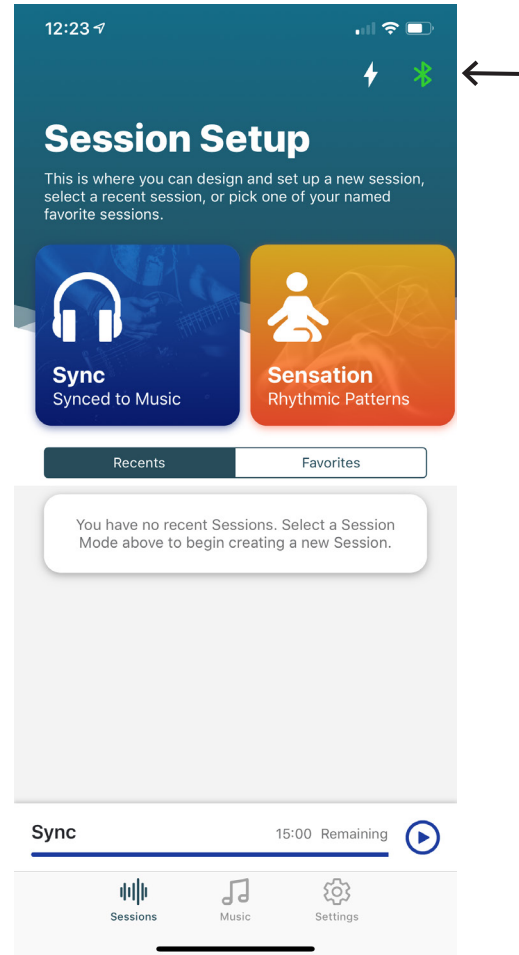 12:23
Session Setup
This is where you can design and set up a new session,
select a recent session, or pick one of your named
favorite sessions.
Sync
Synced to Music
Sensation
Rhythmic Patterns
Recents
Favorites
You have no recent Sessions. Select a Session
Mode above to begin creating a new Session.
Sync
15:00 Remaining
Sessions
Music
Settings